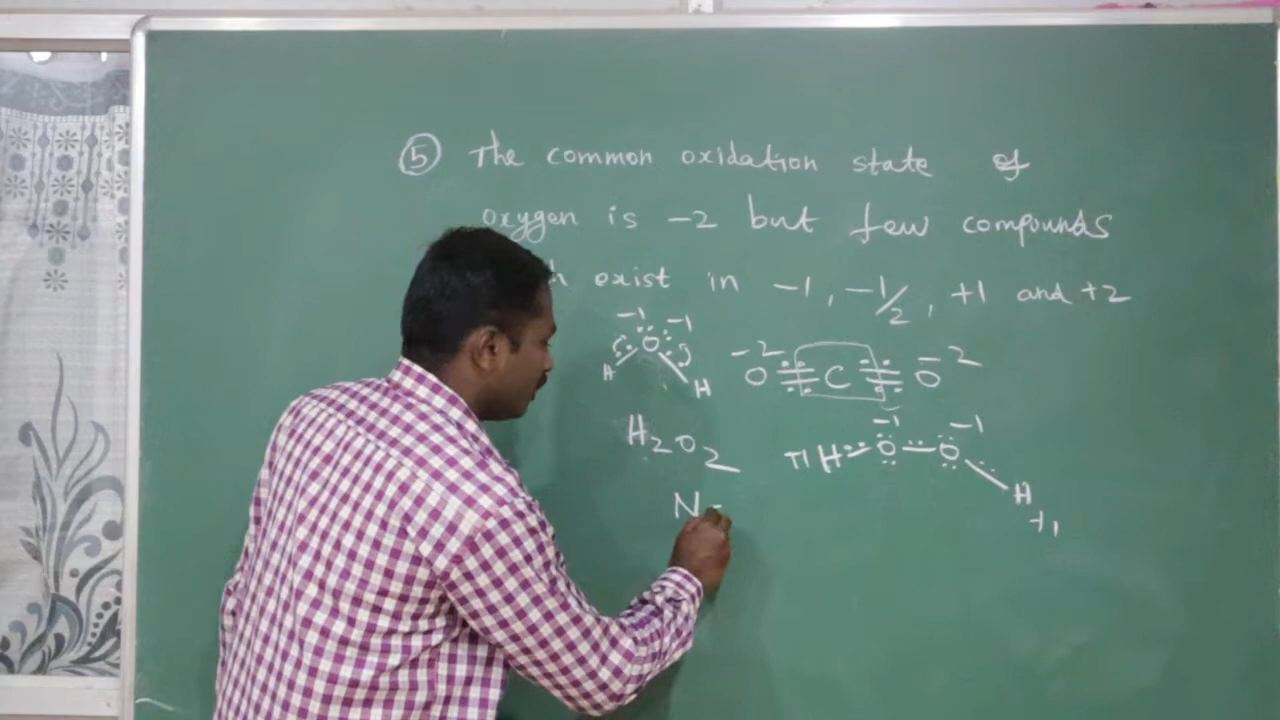 ⑤ The common oxidation state of
oxygen is -2 but few compounds
exist in -1, -1/2, +1 and +2
-1 -1
O
H H
-2 O C O -2
H2O2
-1 -1
+1 H O O H +1
N